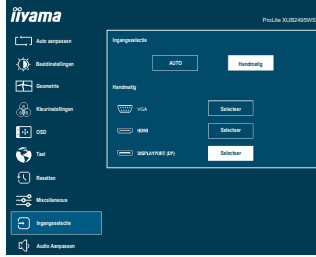 iiyama
ProLite XUB2495WS
Auto aanpassen
Beeldinstellingen
Geometrie
Kleurinstellingen
OSD
Taal
Resetten
Miscellaneous
Ingangsselectie
Audio Aanpassen
Ingangsselectie
AUTO
Handmatig
Handmatig
VGA
Selecteer
HDMI
Selecteer
DISPLAYPORT (DP)
Selecteer